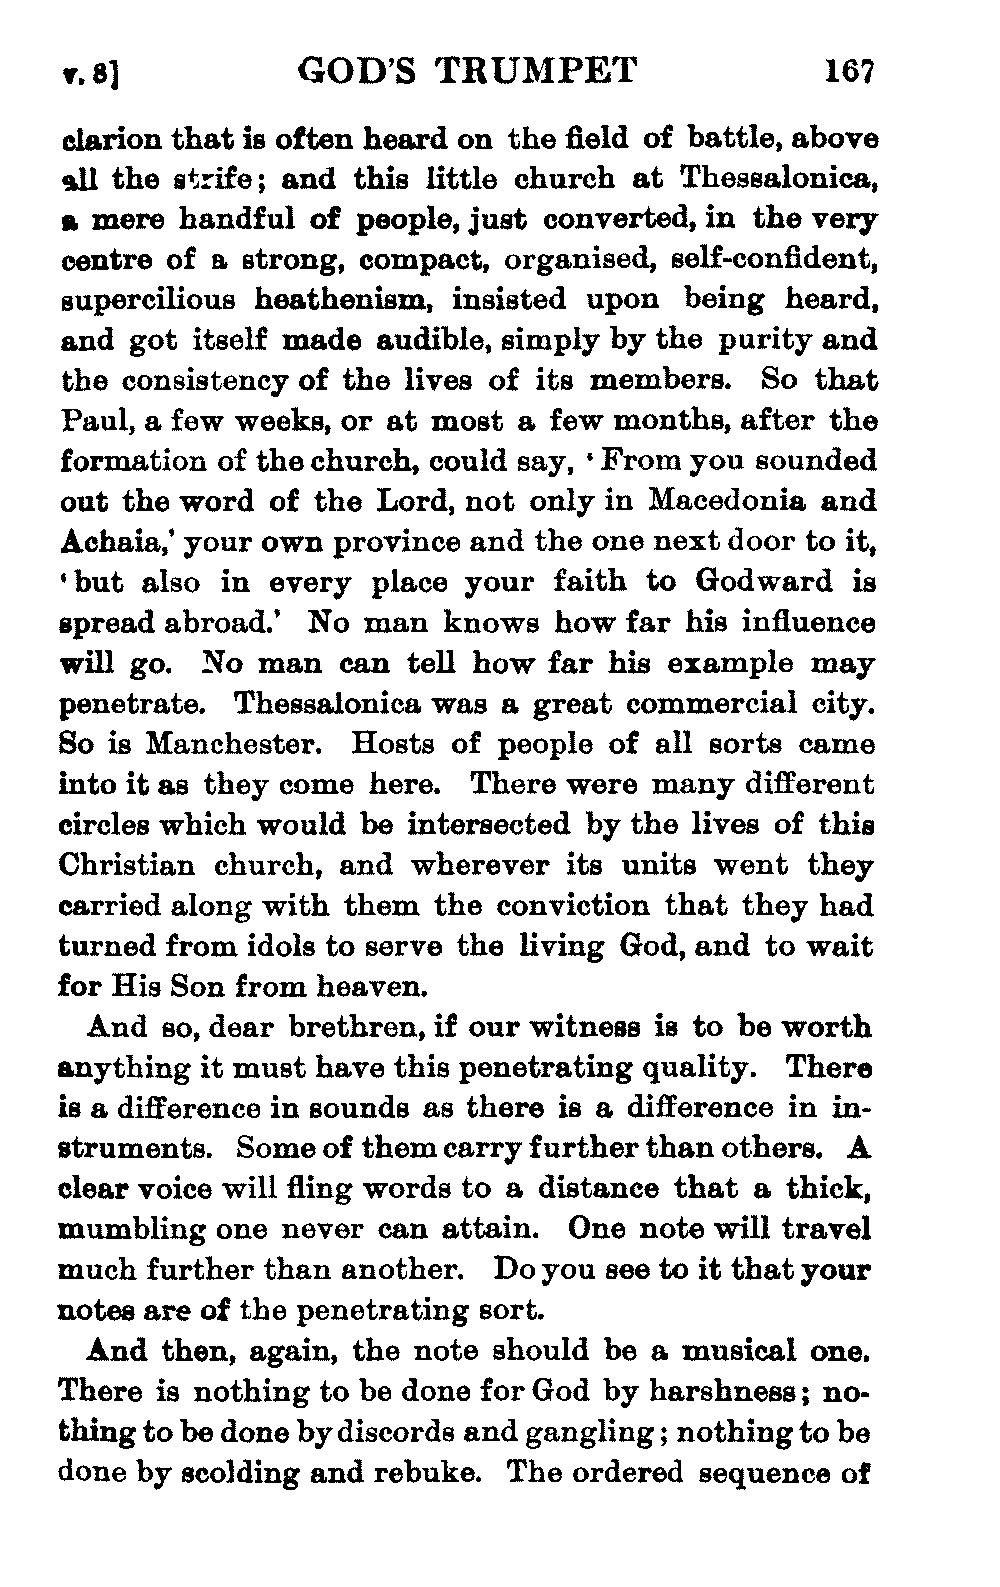 v. 8] GOD'S TRUMPET 167
clarion that is often heard on the field of battle, above
all the strife; and this little church at Thessalonica,
a mere handful of people, just converted, in the very
centre of a strong, compact, organised, self-confident,
supercilious heathenism, insisted upon being heard,
and got itself made audible, simply by the purity and
the consistency of the lives of its members. So that
Paul, a few weeks, or at most a few months, after the
formation of the church, could say, ‘From you sounded
out the word of the Lord, not only in Macedonia and
Achaia,’ your own province and the one next door to it,
‘but also in every place your faith to Godward is
spread abroad.’ No man knows how far his influence
will go. No man can tell how far his example may
penetrate. Thessalonica was a great commercial city.
So is Manchester. Hosts of people of all sorts came
into it as they come here. There were many different
circles which would be intersected by the lives of this
Christian church, and wherever its units went they
carried along with them the conviction that they had
turned from idols to serve the living God, and to wait
for His Son from heaven.
And so, dear brethren, if our witness is to be worth
anything it must have this penetrating quality. There
is a difference in sounds as there is a difference in in-
struments. Some of them carry further than others. A
clear voice will fling words to a distance that a thick,
mumbling one never can attain. One note will travel
much further than another. Do you see to it that your
notes are of the penetrating sort.
And then, again, the note should be a musical one.
There is nothing to be done for God by harshness; no-
thing to be done by discords and gangling; nothing to be
done by scolding and rebuke. The ordered sequence of